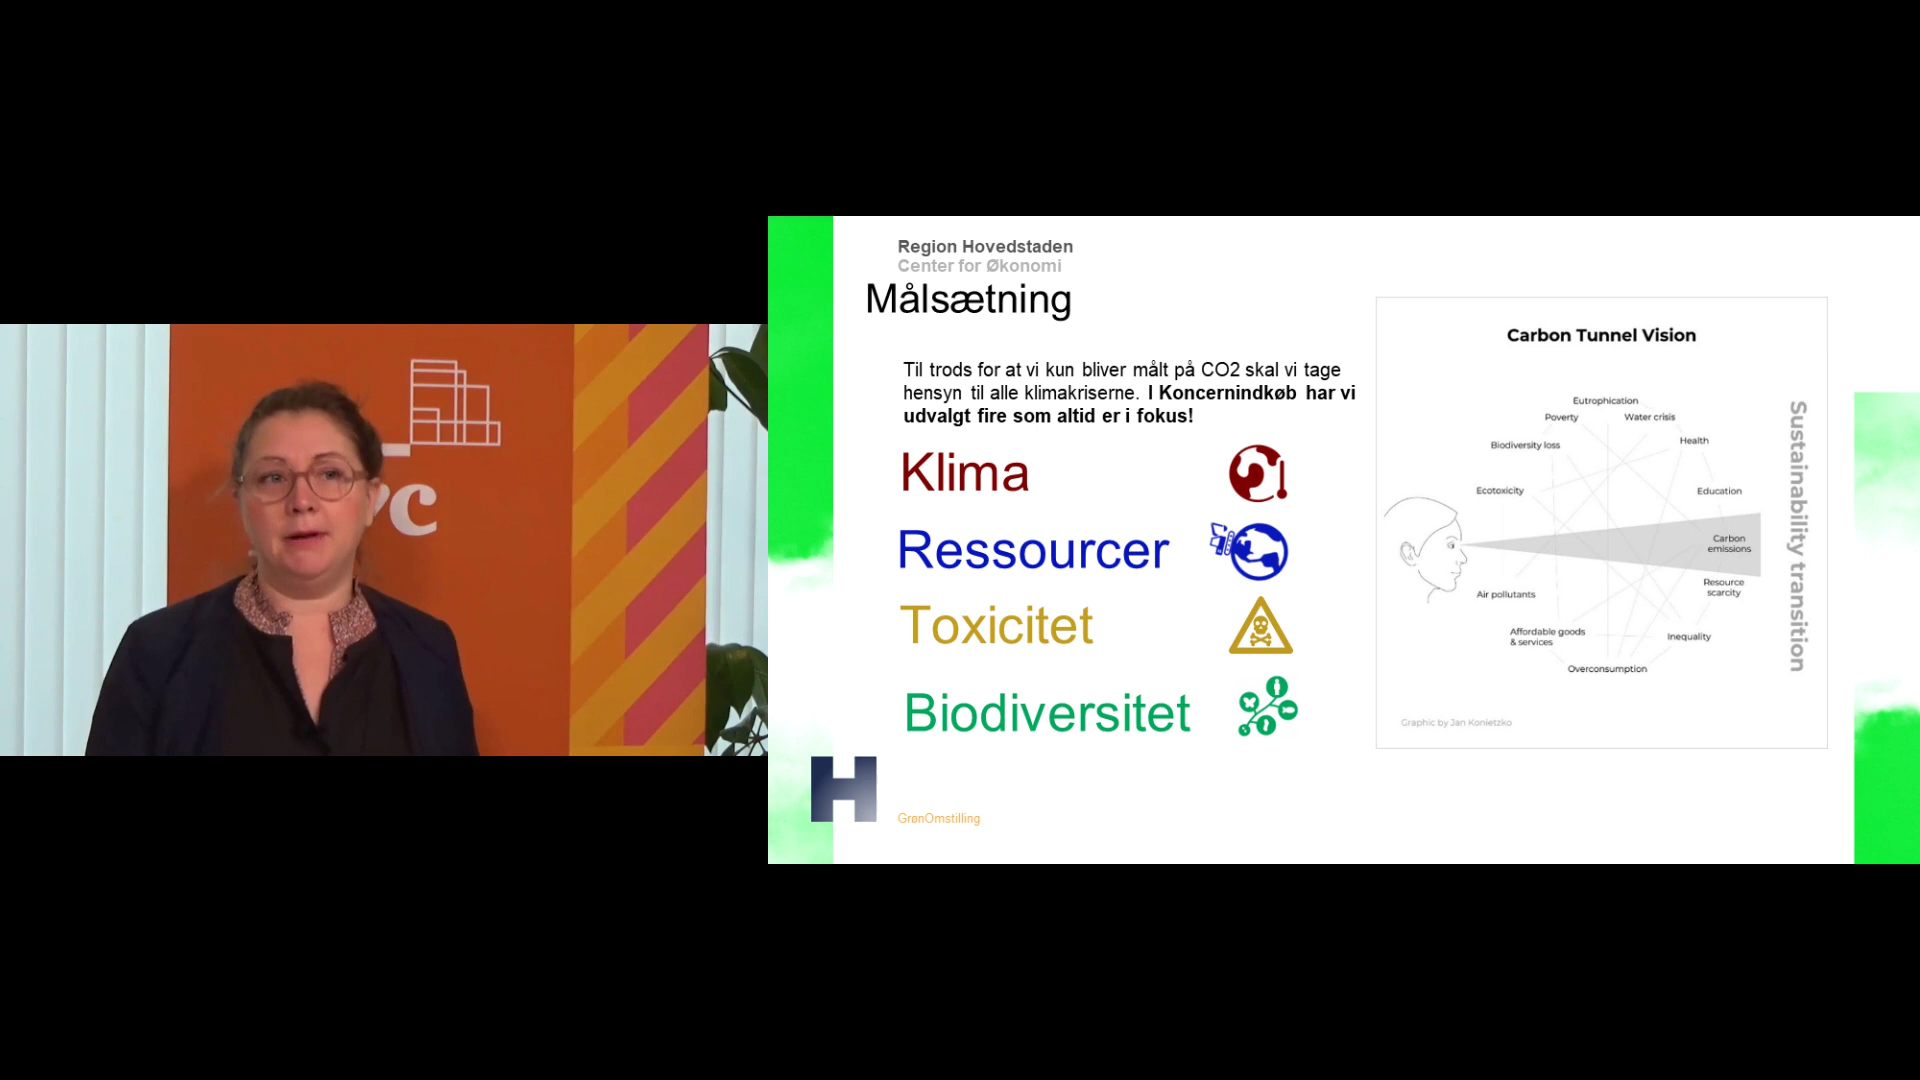 wc
Region Hovedstaden
Center for Økonomi
Målsætning
Til trods for at vi kun bliver målt på CO2 skal vi tage
hensyn til alle klimakriserne. I Koncernindkøb har vi
udvalgt fire som altid er i fokus!
Klima
Ressourcer
Toxicitet
Biodiversitet
H
GrønOmstilling
Carbon Tunnel Vision
Eutrophication
Poverty
Water crisis
Biodiversity loss
Health
Ecotoxicity
Education
Carbon
emissions
Resource
scarcity
Air pollutants
Affordable goods
& services
Inequality
Overconsumption
Sustainability transition
Graphic by Jan Konietzko